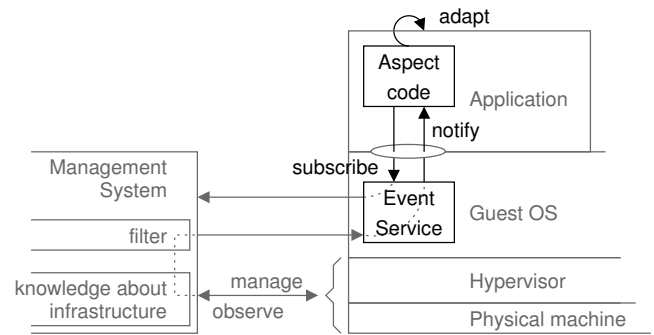 adapt
Aspect
code
Application
notify
subscribe
Management
System
Event
Service
Guest OS
filter
knowledge about
infrastructure
manage
observe
Hypervisor
Physical machine